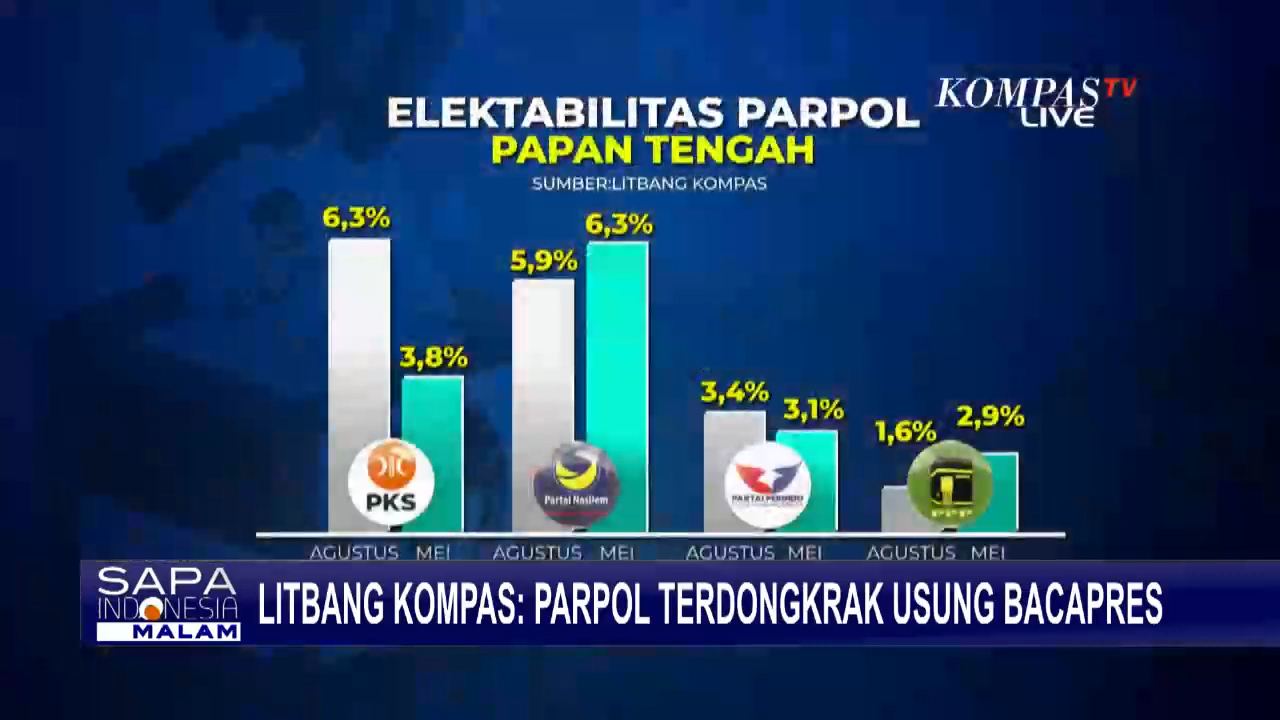 KOMPAS TV
LIVE
ELEKTABILITAS PARPOL
PAPAN TENGAH
SUMBER:LITBANG KOMPAS
6,3%
3,8%
5,9%
6,3%
3,4%
3,1%
1,6%
2,9%
PKS
Partai NasDem
PARTAI PERINDO
AGUSTUS MEI
AGUSTUS MEI
AGUSTUS MEI
AGUSTUS MEI
SAPA
INDONESIA
MALAM
LITBANG KOMPAS: PARPOL TERDONGKRAK USUNG BACAPRES